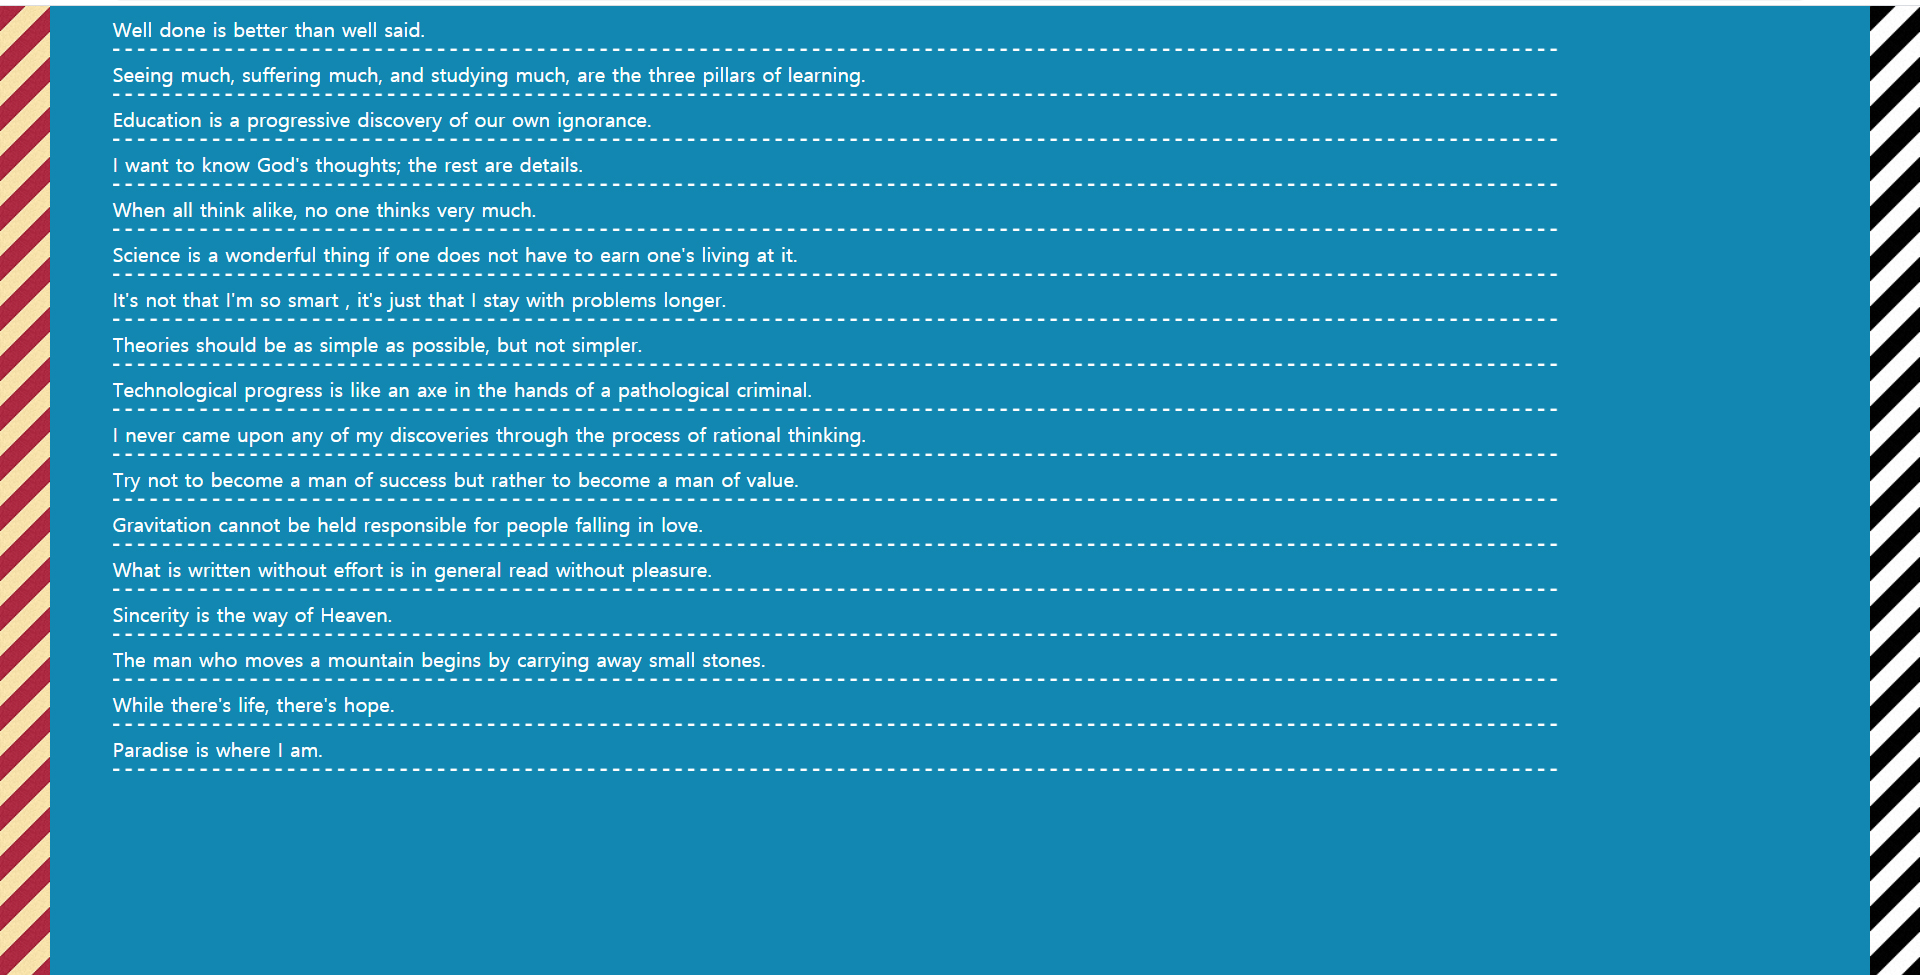 Well done is better than well said.
Seeing much, suffering much, and studying much, are the three pillars of learning.
Education is a progressive discovery of our own ignorance.
I want to know God's thoughts; the rest are details.
When all think alike, no one thinks very much.
Science is a wonderful thing if one does not have to earn one's living at it.
It's not that I'm so smart , it's just that I stay with problems longer.
Theories should be as simple as possible, but not simpler.
Technological progress is like an axe in the hands of a pathological criminal.
I never came upon any of my discoveries through the process of rational thinking.
Try not to become a man of success but rather to become a man of value.
Gravitation cannot be held responsible for people falling in love.
What is written without effort is in general read without pleasure.
Sincerity is the way of Heaven.
The man who moves a mountain begins by carrying away small stones.
While there's life, there's hope.
Paradise is where I am.